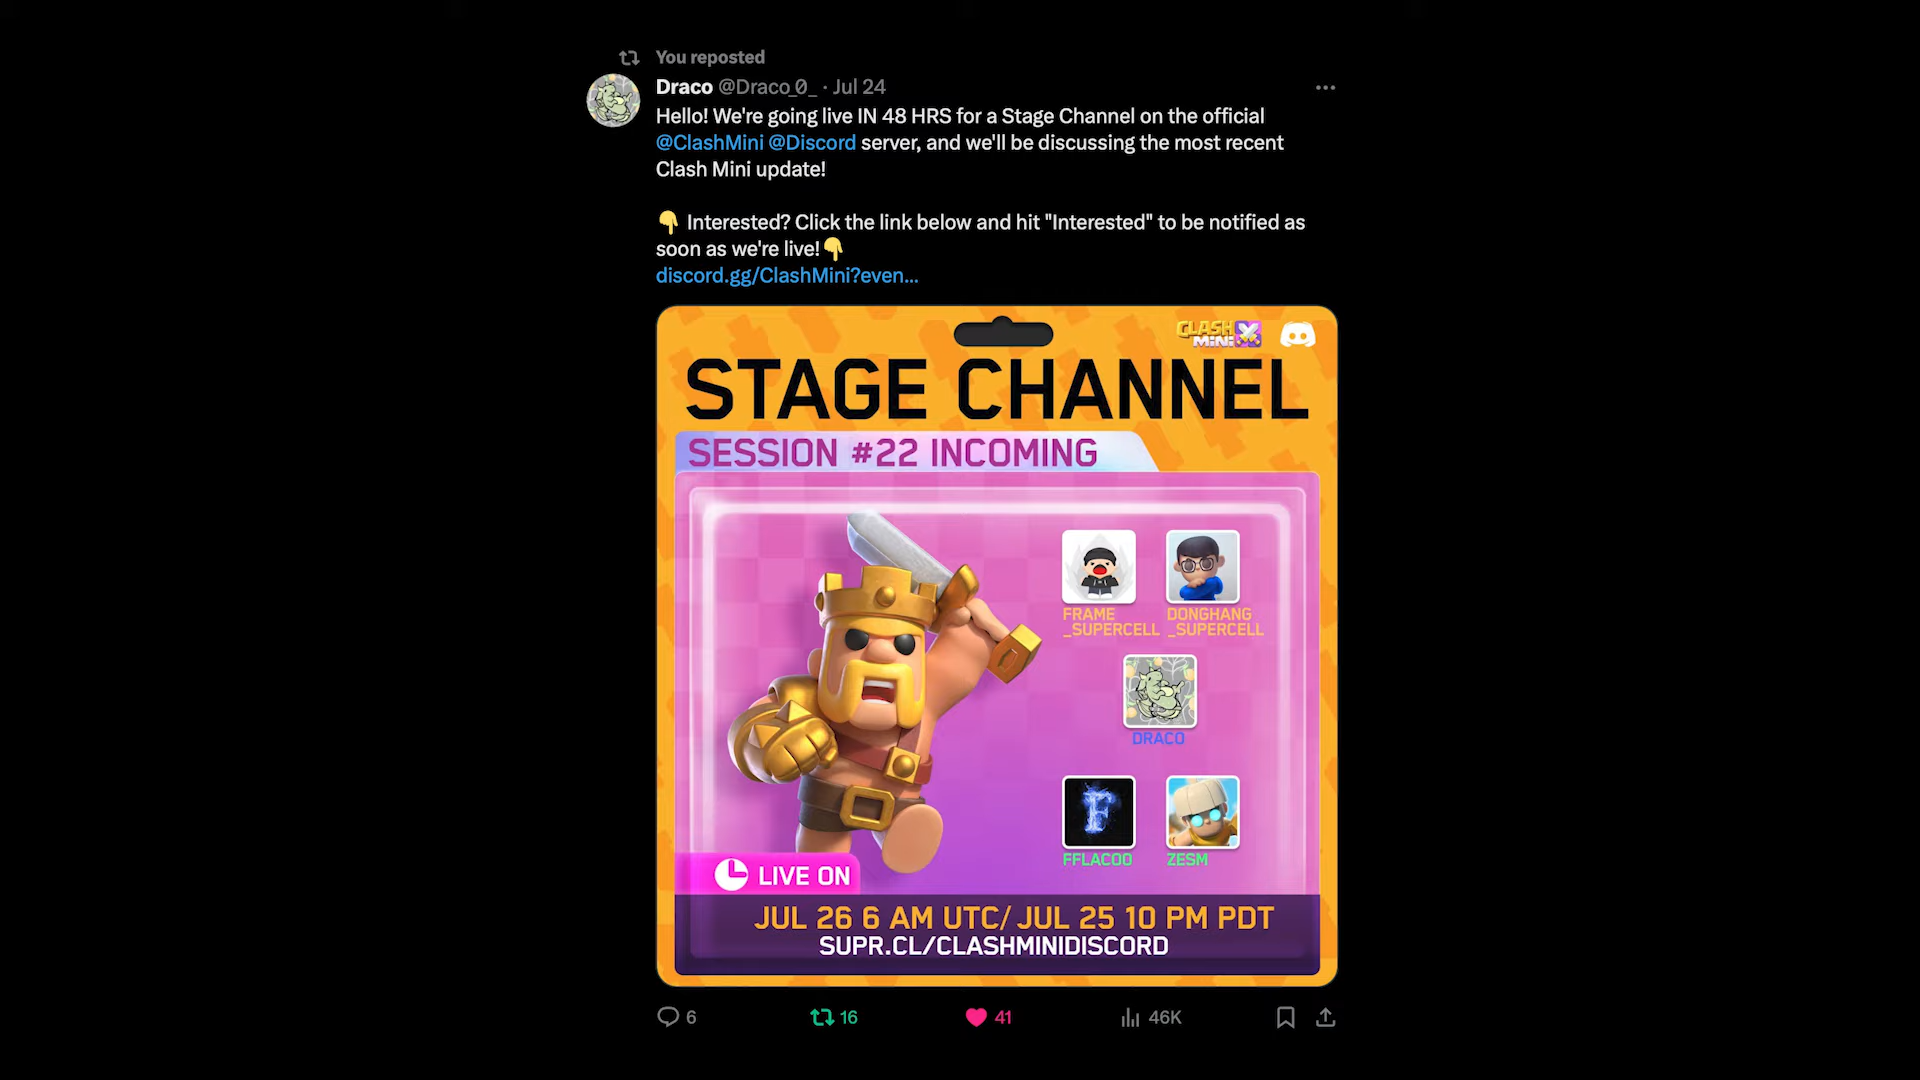 You reposted
Draco @Draco_0_ · Jul 24
Hello! We're going live IN 48 HRS for a Stage Channel on the official
@ClashMini @Discord server, and we'll be discussing the most recent
Clash Mini update!
👇 Interested? Click the link below and hit "Interested" to be notified as
soon as we're live!👇
discord.gg/ClashMini?even...
CLASH
MINI
STAGE CHANNEL
SESSION #22 INCOMING
FRAME
_SUPERCELL
DONGHANG
_SUPERCELL
DRACO
FFLACOO
ZESM
LIVE ON
JUL 26 6 AM UTC/ JUL 25 10 PM PDT
SUPR.CL/CLASHMINIDISCORD
6 16 41 46K